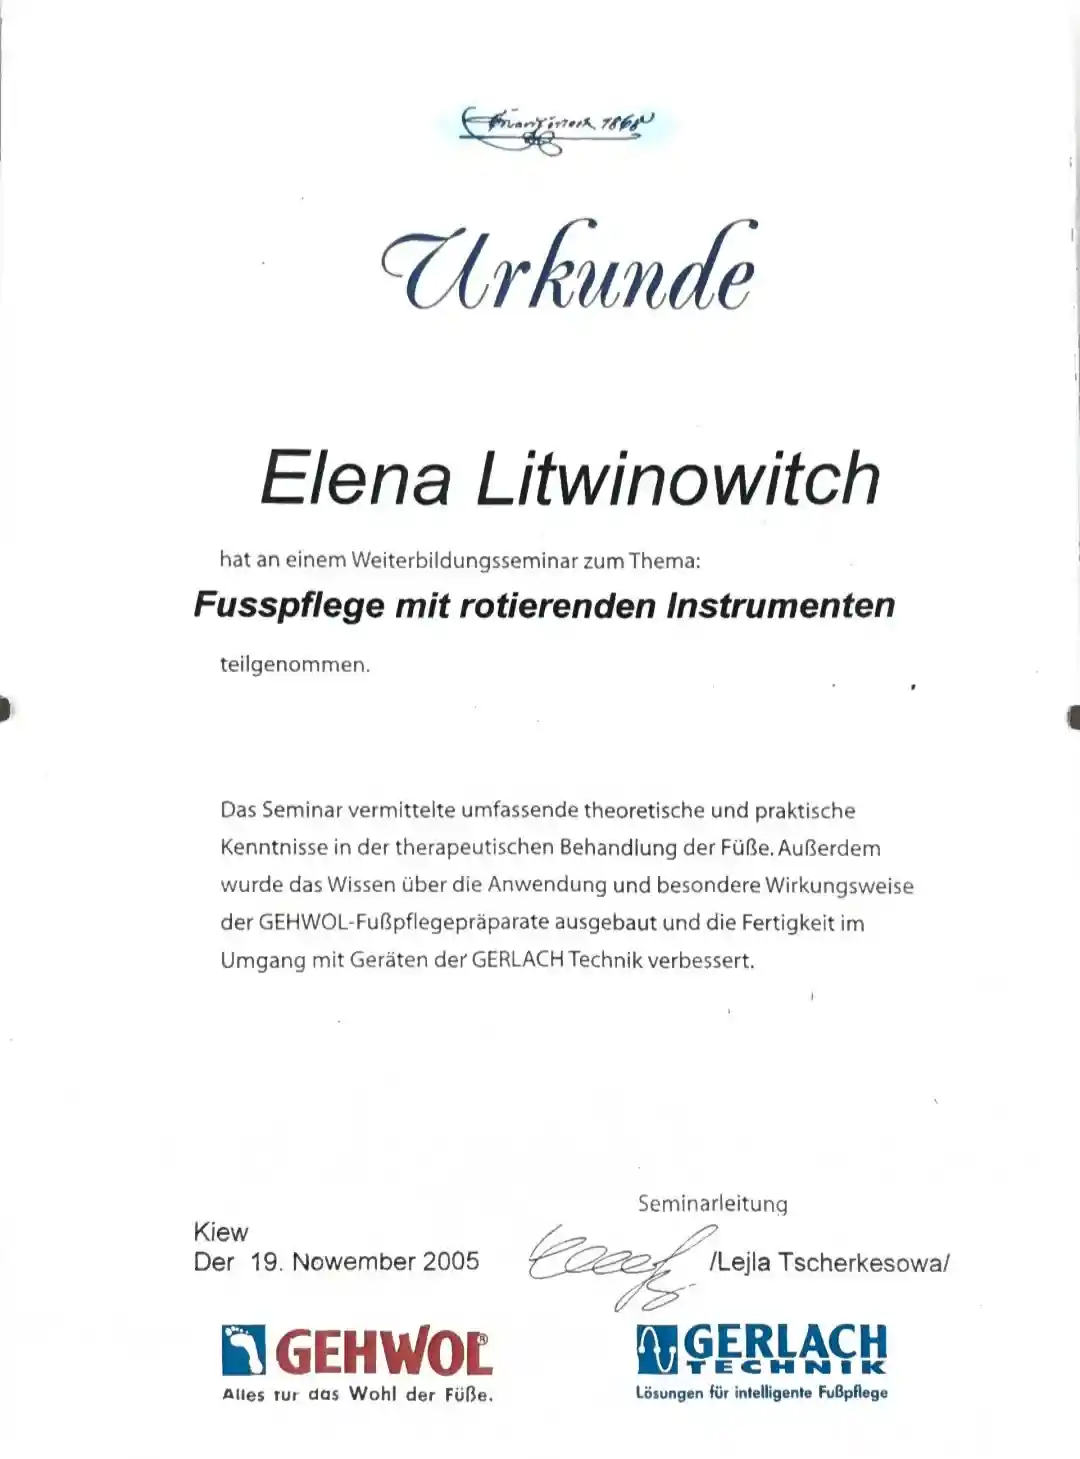 Urkunde
Elena Litwinowitch
hat an einem Weiterbildungsseminar zum Thema:
Fusspflege mit rotierenden Instrumenten
teilgenommen.
Das Seminar vermittelte umfassende theoretische und praktische
Kenntnisse in der therapeutischen Behandlung der Füße. Außerdem
wurde das Wissen über die Anwendung und besondere Wirkungsweise
der GEHWOL-Fußpflegepräparate ausgebaut und die Fertigkeit im
Umgang mit Geräten der GERLACH Technik verbessert.
Seminarleitung
Kiew
Der 19. Nowember 2005
/Lejla Tscherkesowa/
GEHWOL®
Alles für das Wohl der Füße.
GERLACH
TECHNIK
Lösungen für intelligente Fußpflege